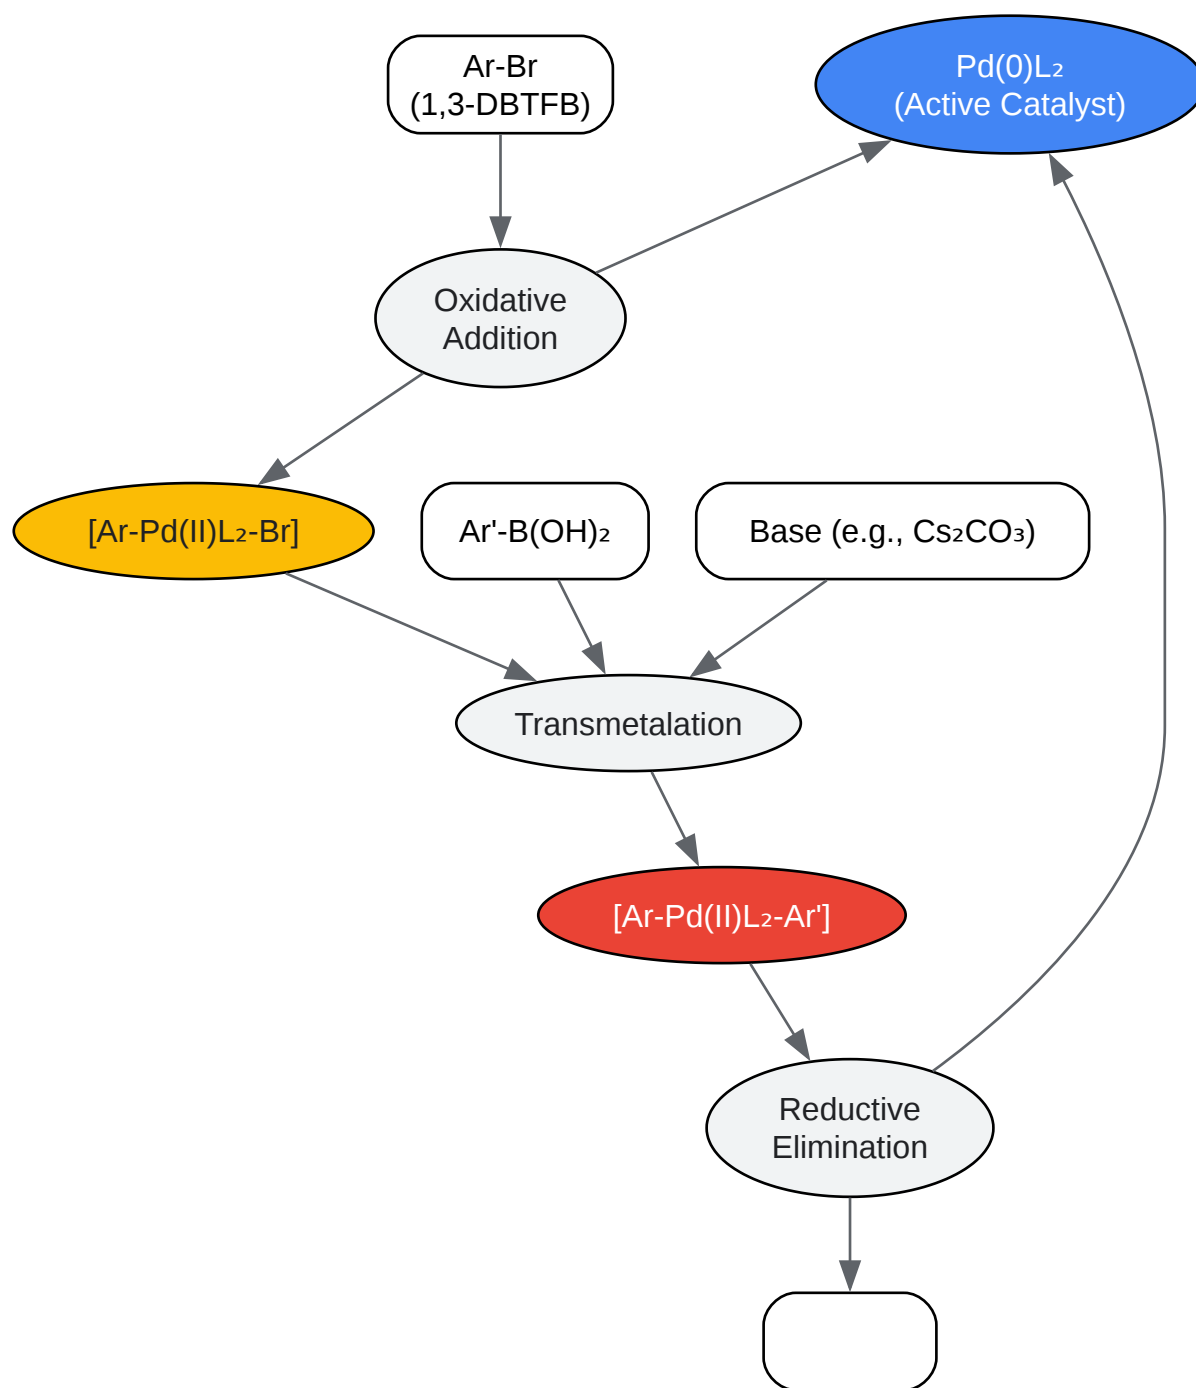 Ar-Br
(1,3-DBTFB)
Pd(0)L₂
(Active Catalyst)
Oxidative
Addition
[Ar-Pd(II)L₂-Br]
Ar'-B(OH)₂
Base (e.g., Cs₂CO₃)
Transmetalation
[Ar-Pd(II)L₂-Ar']
Reductive
Elimination